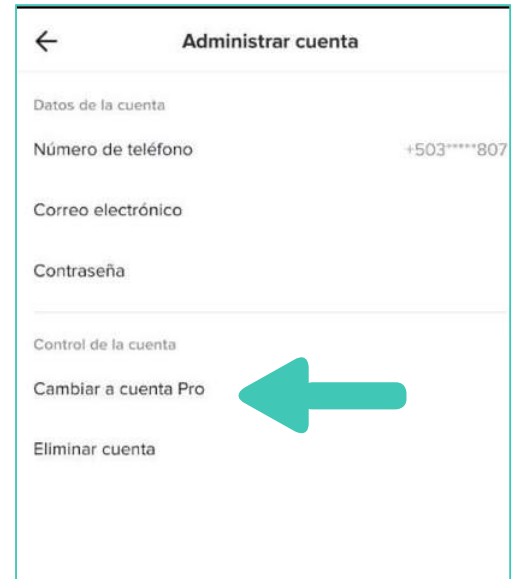 Administrar cuenta
Datos de la cuenta
Número de teléfono +503*****807
Correo electrónico
Contraseña
Control de la cuenta
Cambiar a cuenta Pro
Eliminar cuenta